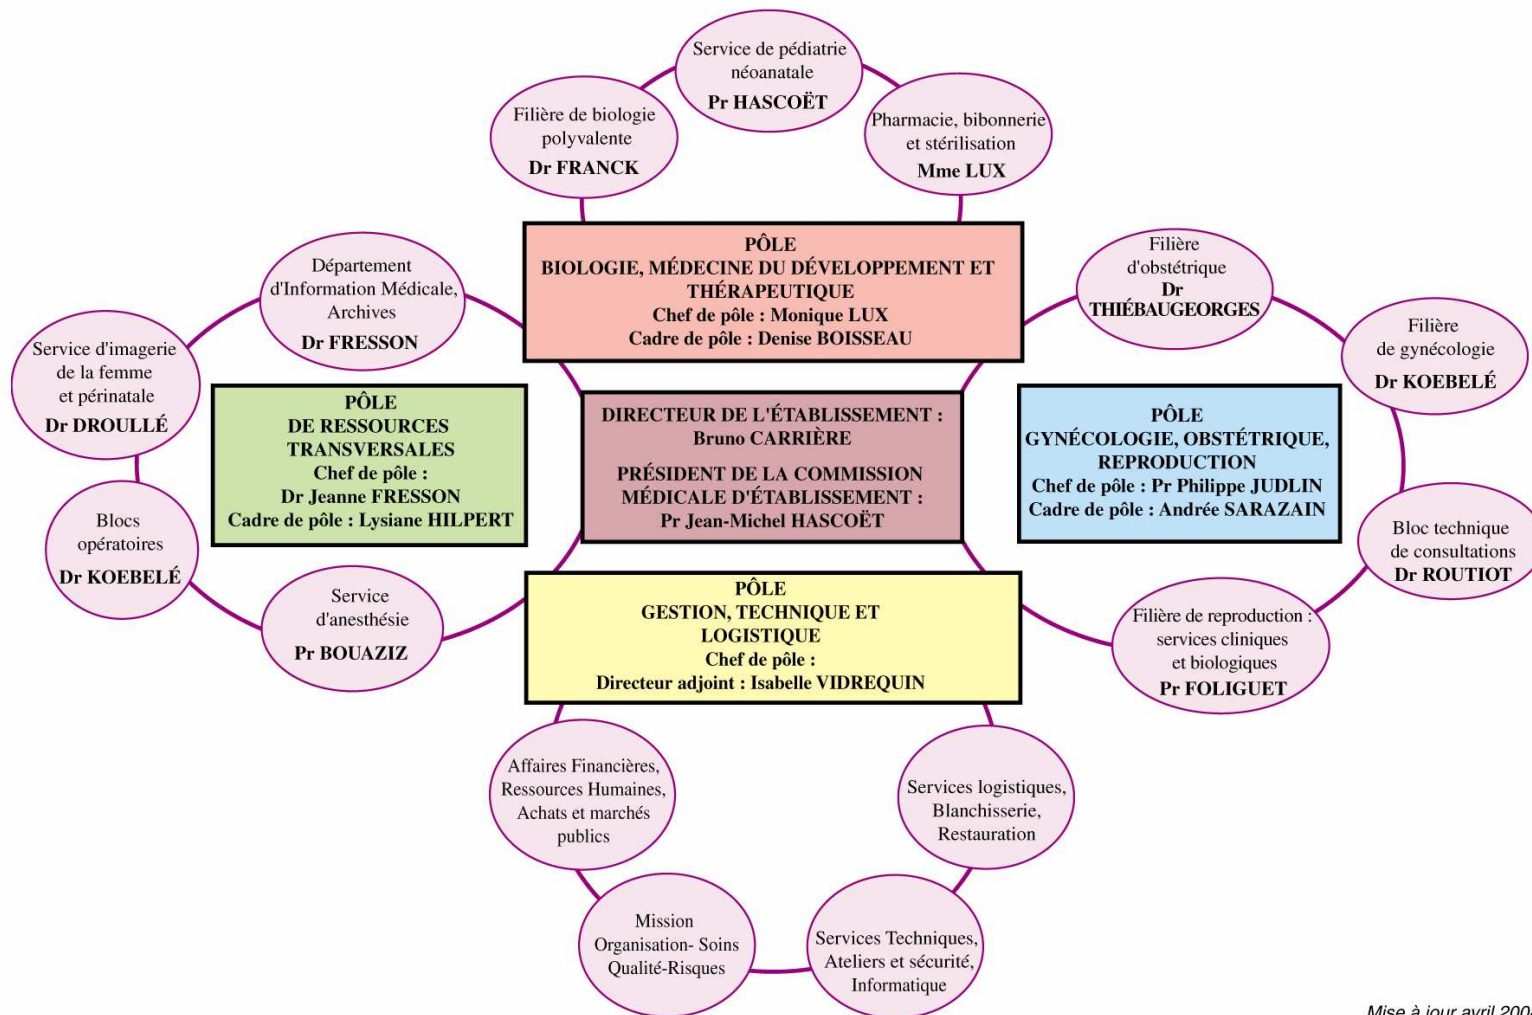 Service de pédiatrie
néoanatale
Pr HASCOËT
Filière de biologie
polyvalente
Dr FRANCK
Pharmacie, bibonnerie
et stérilisation
Mme LUX
PÔLE
BIOLOGIE, MÉDECINE DU DÉVELOPPEMENT ET
THÉRAPEUTIQUE
Chef de pôle : Monique LUX
Cadre de pôle : Denise BOISSEAU
Département
d'Information Médicale,
Archives
Dr FRESSON
Service d'imagerie
de la femme
et périnatale
Dr DROULLÉ
Blocs
opératoires
Dr KOEBELÉ
Service
d'anesthésie
Pr BOUAZIZ
PÔLE
DE RESSOURCES
TRANSVERSALES
Chef de pôle :
Dr Jeanne FRESSON
Cadre de pôle : Lysiane HILPERT
DIRECTEUR DE L'ÉTABLISSEMENT :
Bruno CARRIÈRE
PRÉSIDENT DE LA COMMISSION
MÉDICALE D'ÉTABLISSEMENT :
Pr Jean-Michel HASCOËT
Filière
d'obstétrique
Dr
THIÉBAUGEORGES
Filière
de gynécologie
Dr KOEBELÉ
PÔLE
GYNÉCOLOGIE, OBSTÉTRIQUE,
REPRODUCTION
Chef de pôle : Pr Philippe JUDLIN
Cadre de pôle : Andrée SARAZAIN
Bloc technique
de consultations
Dr ROUTIOT
Filière de reproduction :
services cliniques
et biologiques
Pr FOLIGUET
PÔLE
GESTION, TECHNIQUE ET
LOGISTIQUE
Chef de pôle :
Directeur adjoint : Isabelle VIDREQUIN
Affaires Financières,
Ressources Humaines,
Achats et marchés
publics
Services logistiques,
Blanchisserie,
Restauration
Mission
Organisation- Soins
Qualité-Risques
Services Techniques,
Ateliers et sécurité,
Informatique
Mise à jour avril